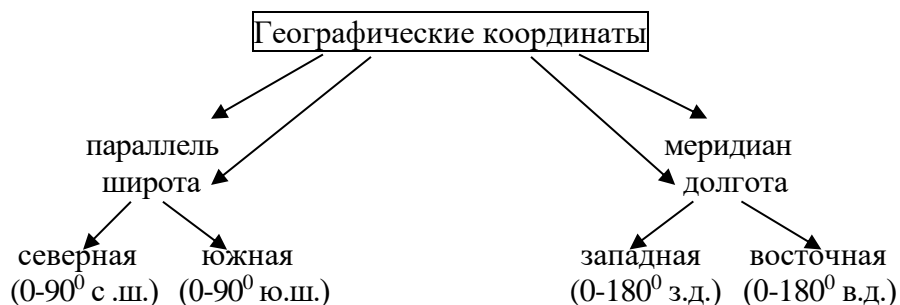 Географические координаты
параллель меридиан
широта долгота
северная южная западная восточная
(0-90⁰ с .ш.) (0-90⁰ ю.ш.) (0-180⁰ з.д.) (0-180⁰ в.д.)